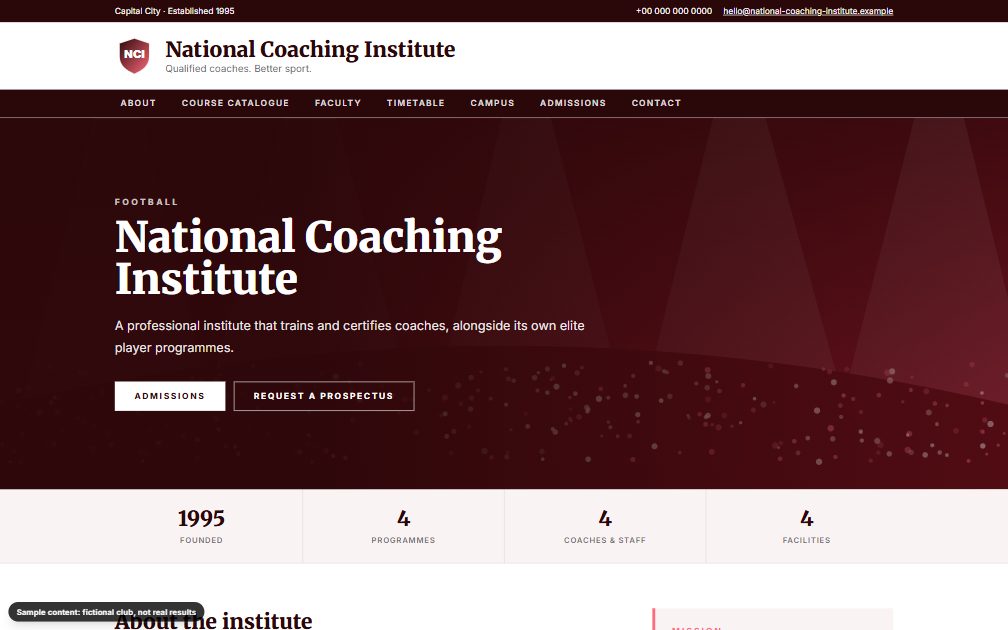 Capital City · Established 1995
+00 000 000 0000 hello@national-coaching-institute.example
NCI
National Coaching Institute
Qualified coaches. Better sport.
ABOUT COURSE CATALOGUE FACULTY TIMETABLE CAMPUS ADMISSIONS CONTACT
FOOTBALL
National Coaching
Institute
A professional institute that trains and certifies coaches, alongside its own elite
player programmes.
ADMISSIONS REQUEST A PROSPECTUS
1995 4 4 4
FOUNDED PROGRAMMES COACHES & STAFF FACILITIES
Sample content: fictional club, not real results
About the institute
MISSION